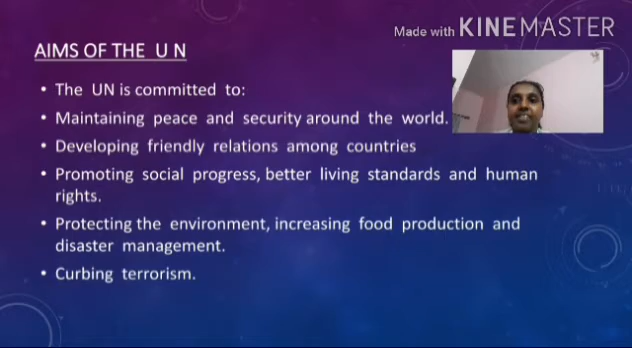 Made with KINEMASTER
AIMS OF THE U N
• The UN is committed to:
• Maintaining peace and security around the world.
• Developing friendly relations among countries
• Promoting social progress, better living standards and human
rights.
• Protecting the environment, increasing food production and
disaster management.
• Curbing terrorism.